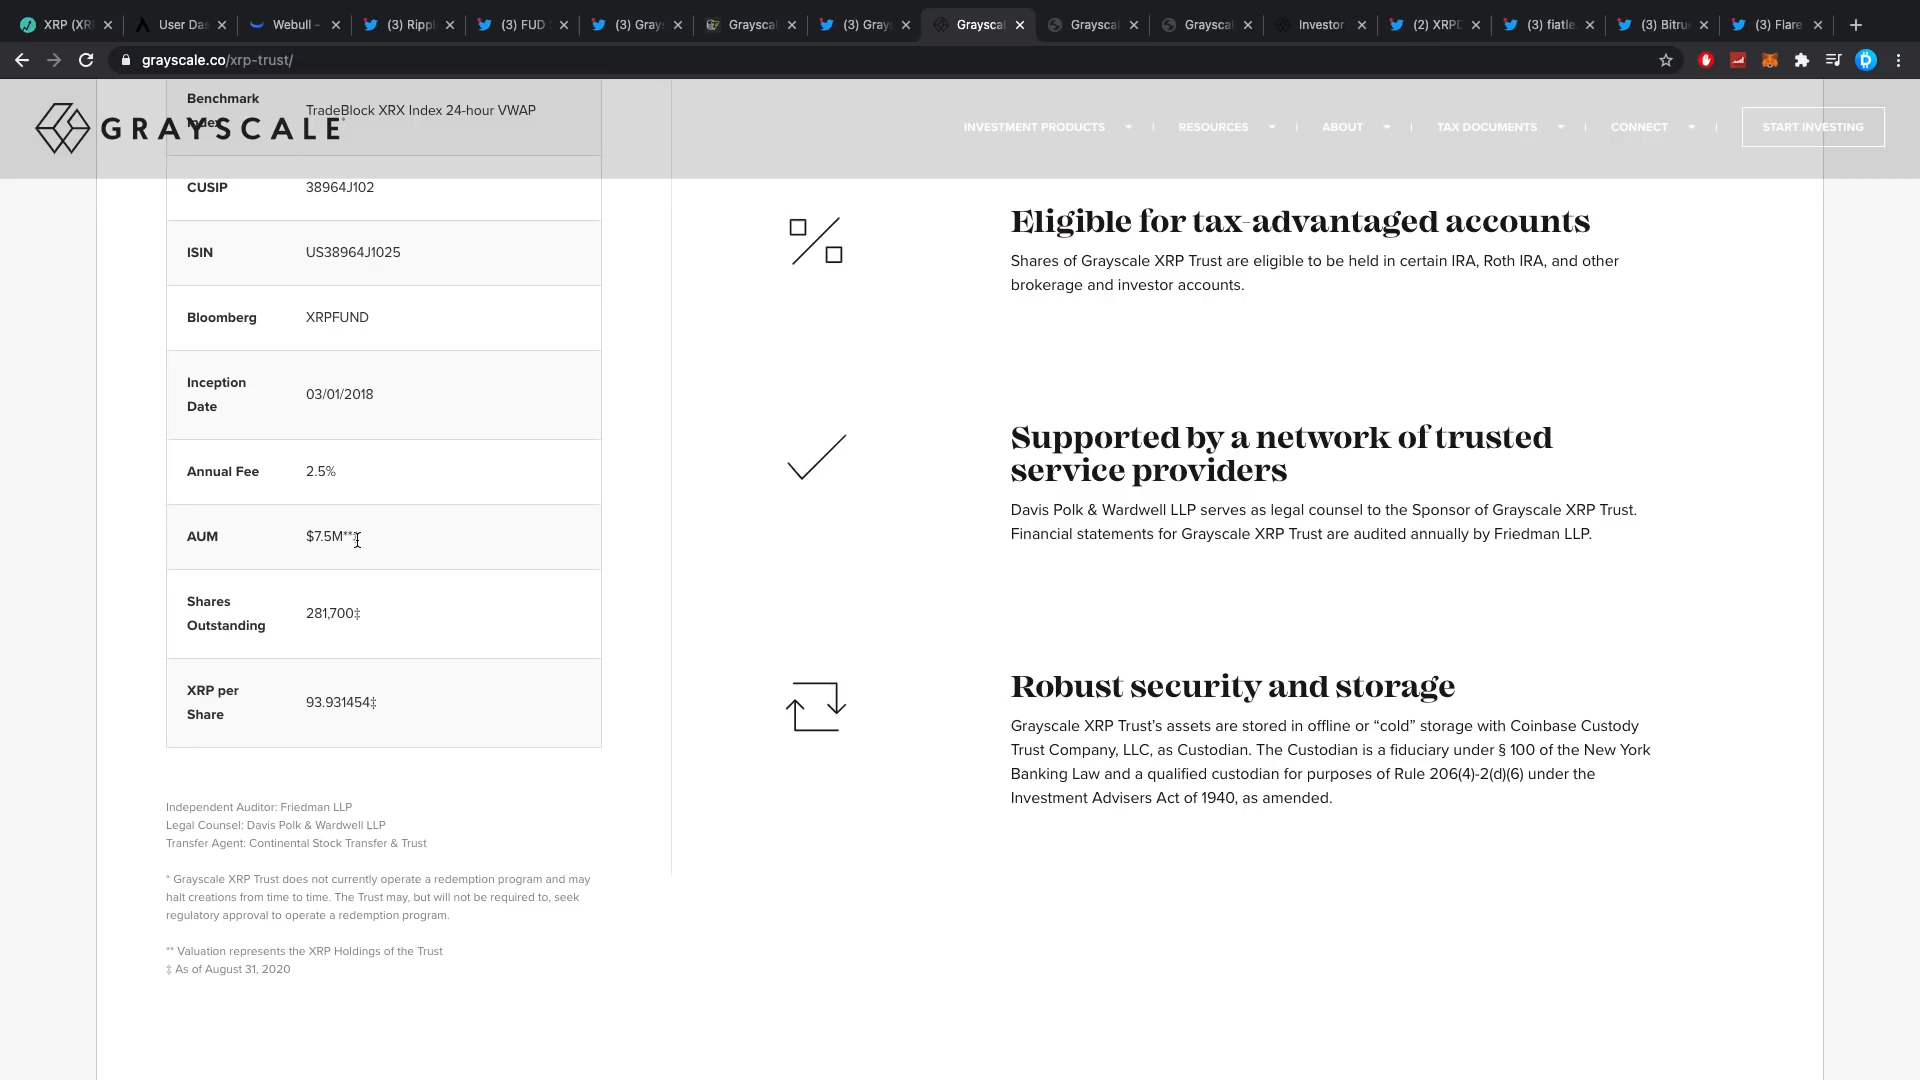 XRP (XR
User Das
Webull -
(3) Rippl
(3) FUD
(3) Gray
Grayscal
(3) Gray
Grayscal
Grayscal
Grayscal
Investor
(2) XRPD
(3) fiatle
(3) Bitrue
(3) Flare
grayscale.co/xrp-trust/
GRAYSCALE
INVESTMENT PRODUCTS
RESOURCES
ABOUT
TAX DOCUMENTS
CONNECT
START INVESTING
Benchmark
Index
TradeBlock XRX Index 24-hour VWAP
CUSIP 38964J102
ISIN US38964J1025
Bloomberg XRPFUND
Inception
Date
03/01/2018
Annual Fee 2.5%
AUM $7.5M**‡
Shares
Outstanding
281,700‡
XRP per
Share
93.931454‡
Independent Auditor: Friedman LLP
Legal Counsel: Davis Polk & Wardwell LLP
Transfer Agent: Continental Stock Transfer & Trust
* Grayscale XRP Trust does not currently operate a redemption program and may
halt creations from time to time. The Trust may, but will not be required to, seek
regulatory approval to operate a redemption program.
** Valuation represents the XRP Holdings of the Trust
‡ As of August 31, 2020
Eligible for tax-advantaged accounts
Shares of Grayscale XRP Trust are eligible to be held in certain IRA, Roth IRA, and other
brokerage and investor accounts.
Supported by a network of trusted
service providers
Davis Polk & Wardwell LLP serves as legal counsel to the Sponsor of Grayscale XRP Trust.
Financial statements for Grayscale XRP Trust are audited annually by Friedman LLP.
Robust security and storage
Grayscale XRP Trust's assets are stored in offline or “cold” storage with Coinbase Custody
Trust Company, LLC, as Custodian. The Custodian is a fiduciary under § 100 of the New York
Banking Law and a qualified custodian for purposes of Rule 206(4)-2(d)(6) under the
Investment Advisers Act of 1940, as amended.